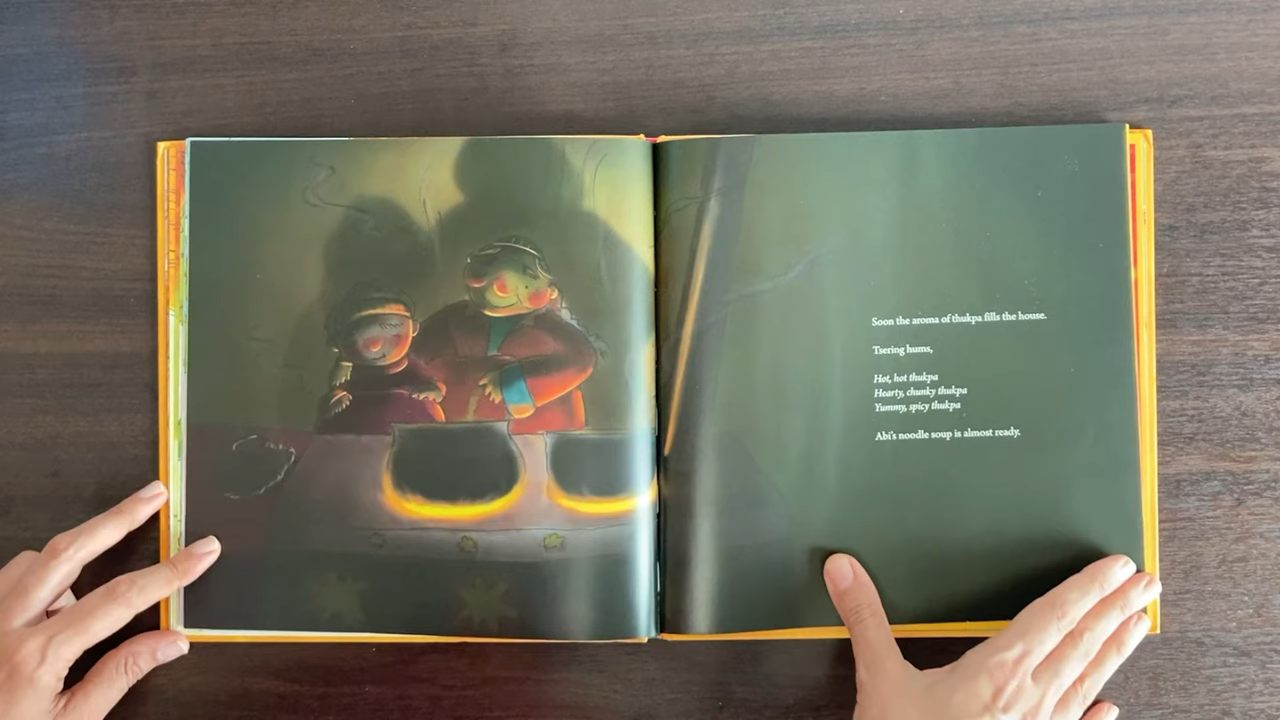 Soon the aroma of thukpa fills the house.
Tsering hums,
Hot, hot thukpa
Hearty, chunky thukpa
Yummy, spicy thukpa
Abi's noodle soup is almost ready.